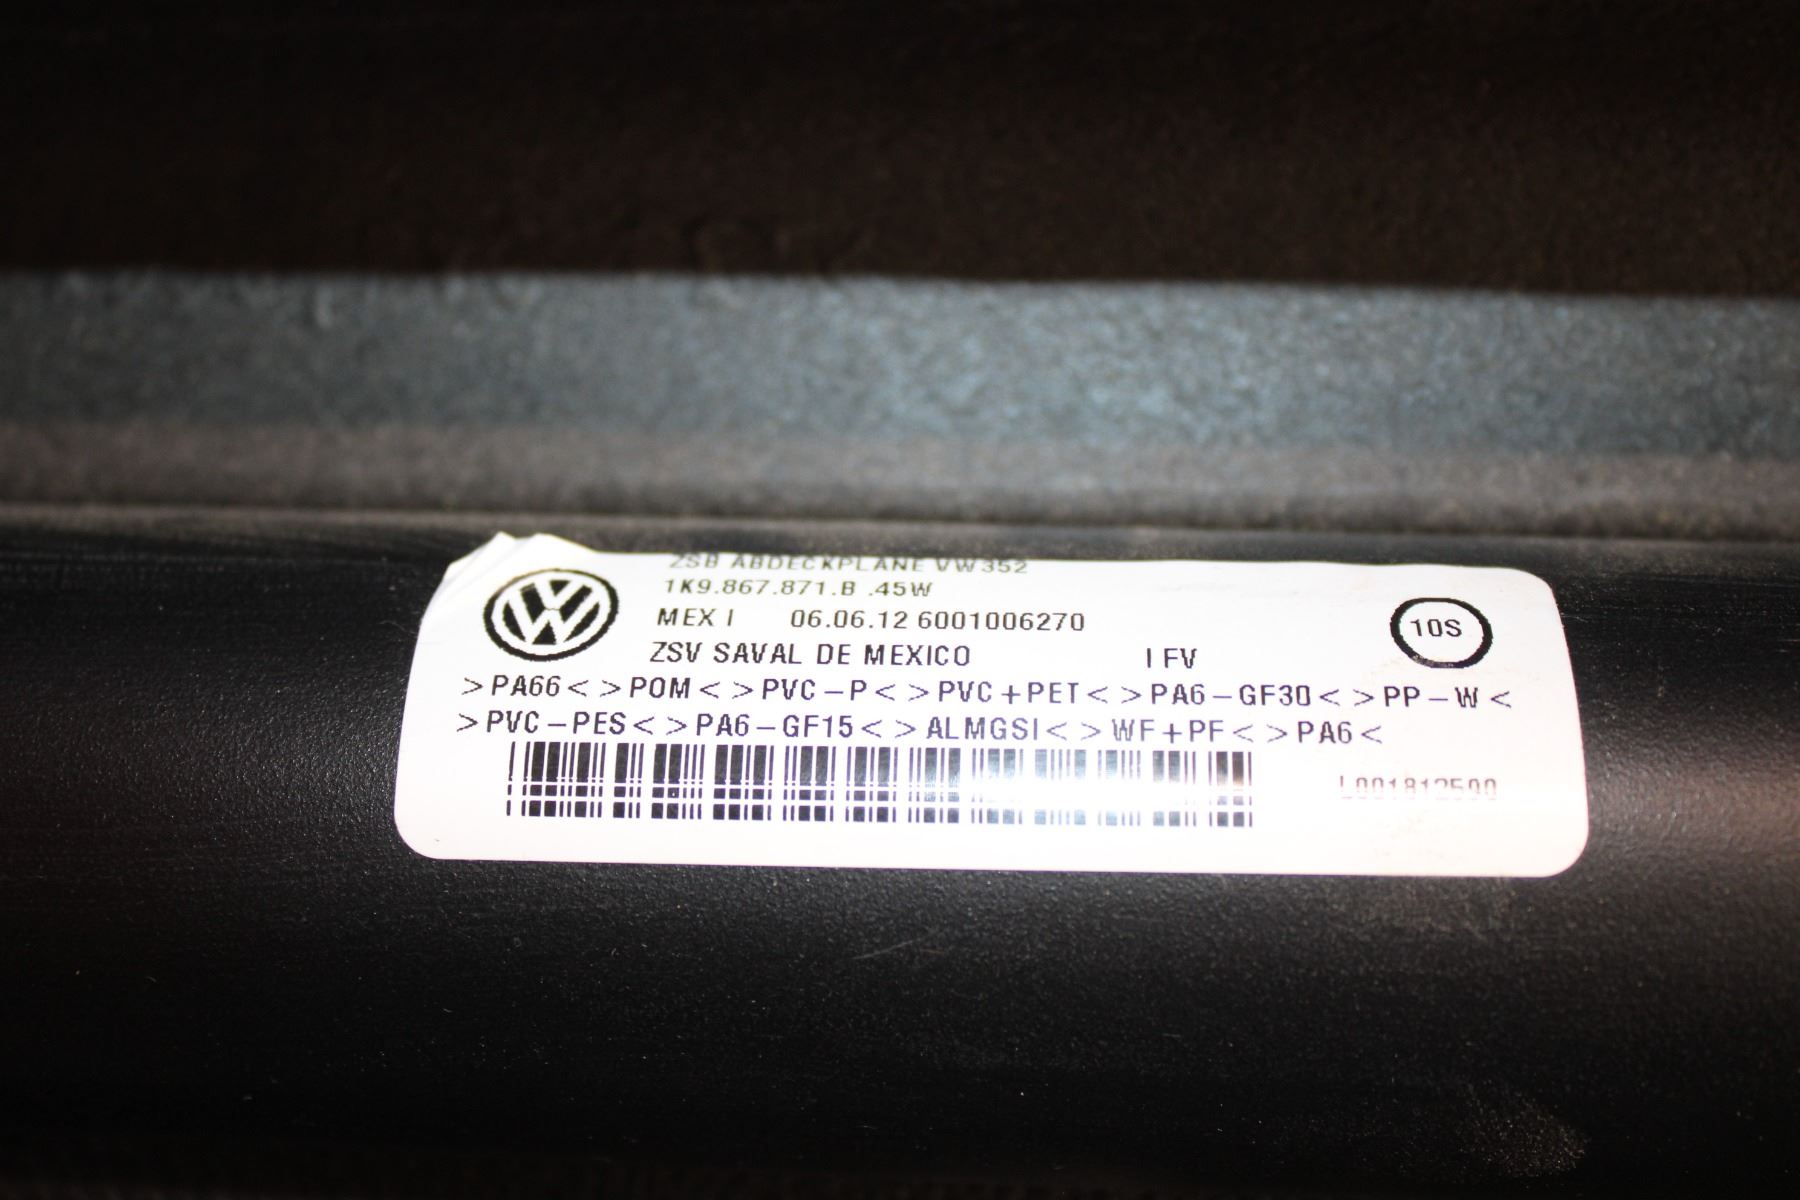 ZSB ABDECKPLANE VW352
1K9.867.871.B .45W
MEX I 06.06.12 6001006270
10S
ZSV SAVAL DE MEXICO I FV
>PA66< >POM< >PVC-P< >PVC+PET< >PA6-GF30< >PP-W<
>PVC-PES< >PA6-GF15< >ALMGSI< >WF+PF< >PA6<
L001812590